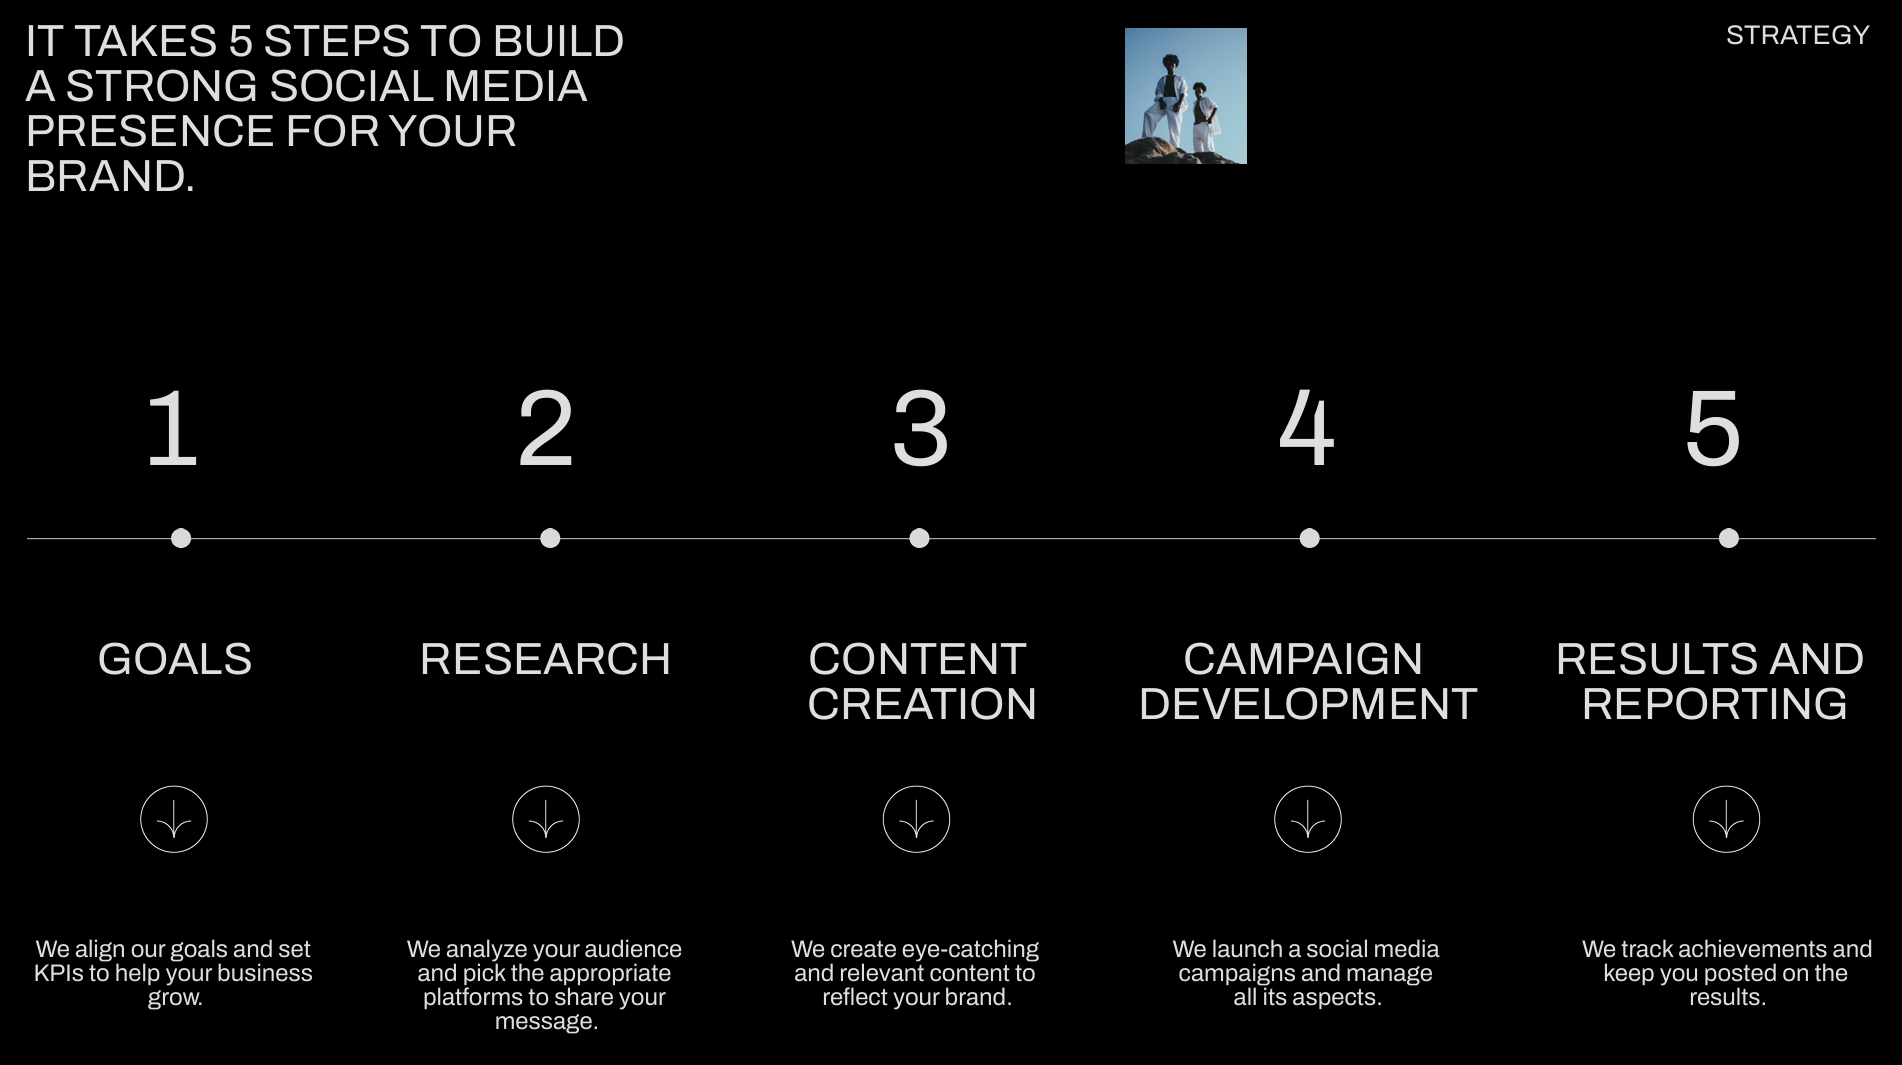 IT TAKES 5 STEPS TO BUILD
A STRONG SOCIAL MEDIA
PRESENCE FOR YOUR
BRAND.
STRATEGY
1
2
3
4
5
GOALS
RESEARCH
CONTENT
CREATION
CAMPAIGN
DEVELOPMENT
RESULTS AND
REPORTING
We align our goals and set
KPIs to help your business
grow.
We analyze your audience
and pick the appropriate
platforms to share your
message.
We create eye-catching
and relevant content to
reflect your brand.
We launch a social media
campaigns and manage
all its aspects.
We track achievements and
keep you posted on the
results.